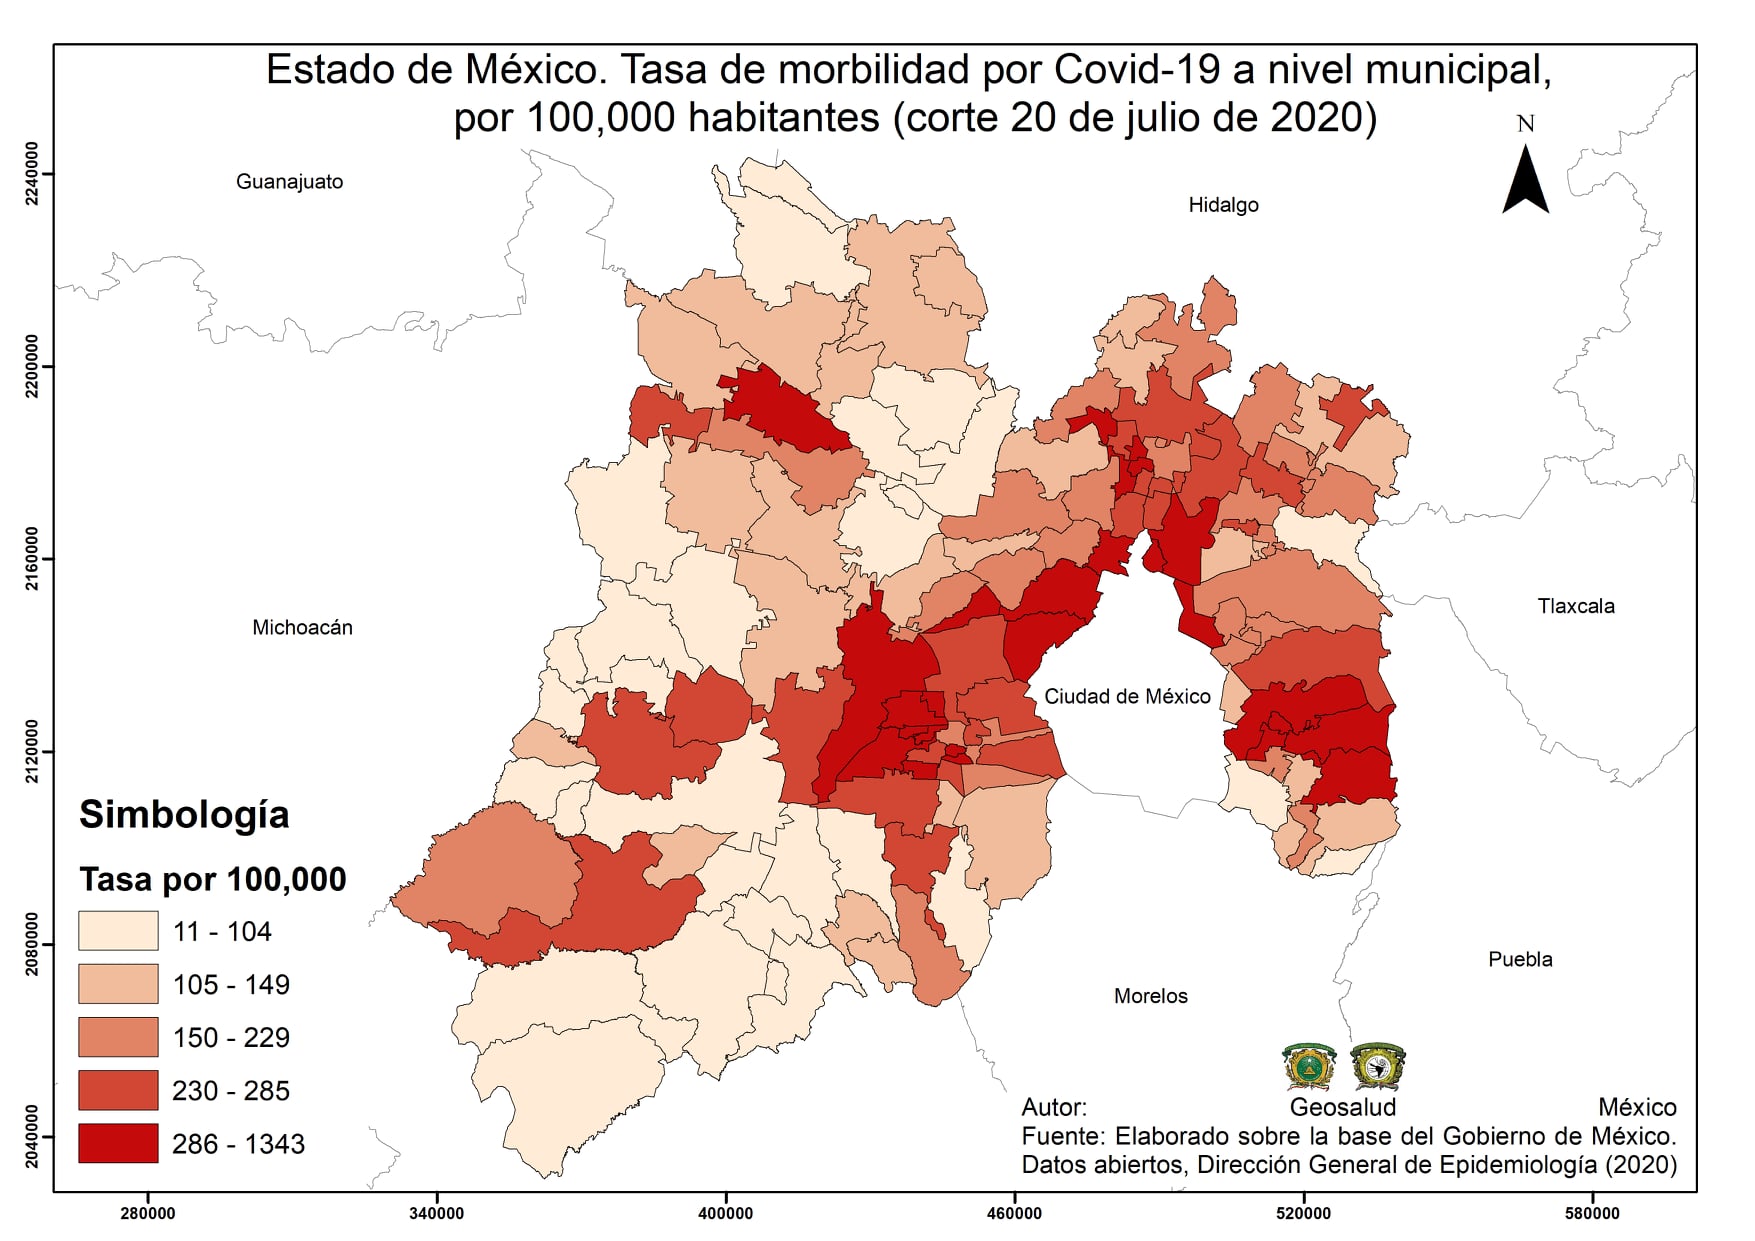 Estado de México. Tasa de morbilidad por Covid-19 a nivel municipal,
por 100,000 habitantes (corte 20 de julio de 2020)
N
Guanajuato
Hidalgo
Michoacán
Tlaxcala
Ciudad de México
Puebla
Morelos
2240000
2200000
2160000
2120000
2080000
2040000
Simbología
Tasa por 100,000
11 - 104
105 - 149
150 - 229
230 - 285
286 - 1343
Autor: Geosalud México
Fuente: Elaborado sobre la base del Gobierno de México.
Datos abiertos, Dirección General de Epidemiología (2020)
280000 340000 400000 460000 520000 580000